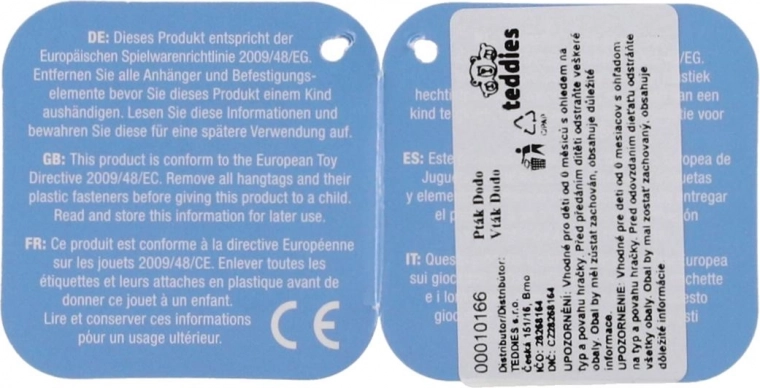 DE: Dieses Produkt entspricht der
Europäischen Spielwarenrichtlinie 2009/48/EG.
Entfernen Sie alle Anhänger und Befestigungs-
elemente bevor Sie dieses Produkt einem Kind
aushändigen. Lesen Sie diese Informationen und
bewahren Sie diese für eine spätere Verwendung auf.
GB: This product is conform to the European Toy
Directive 2009/48/EC. Remove all hangtags and their
plastic fasteners before giving this product to a child.
Read and store this information for later use.
FR: Ce produit est conforme à la directive Européenne
sur les jouets 2009/48/CE. Enlever toutes les
étiquettes et leurs attaches en plastique avant de
donner ce jouet à un enfant.
Lire et conserver ces informations
pour un usage ultérieur.
CE
/EG.
hechti
kind te
an een
tie voor
ES: Este
Jugue
y eleme
el p
opea de
uetas
ntregar
ón
IT: Ques
sui gioc
e i lo
gioc
uropea
chette
esto
sti
teddies
C/PAP
Pták Dodo
Vták Dodo
00010166
Distributor/Distribútor:
TEDDIES s.r.o.
Česká 151/16, Brno
IČO: 28268164
DIČ: CZ28268164
UPOZORNĚNÍ: Vhodné pro děti od 0 měsíců s ohledem na
typ a povahu hračky. Před předáním dítěti odstraňte veškeré
obaly. Obal by měl zůstat zachován, obsahuje důležité
informace.
UPOZORNENIE: Vhodné pre deti od 0 mesiacov s ohľadom
na typ a povahu hračky. Pred odovzdaním dieťaťu odstráňte
všetky obaly. Obal by mal zostať zachovaný, obsahuje
dôležité informácie